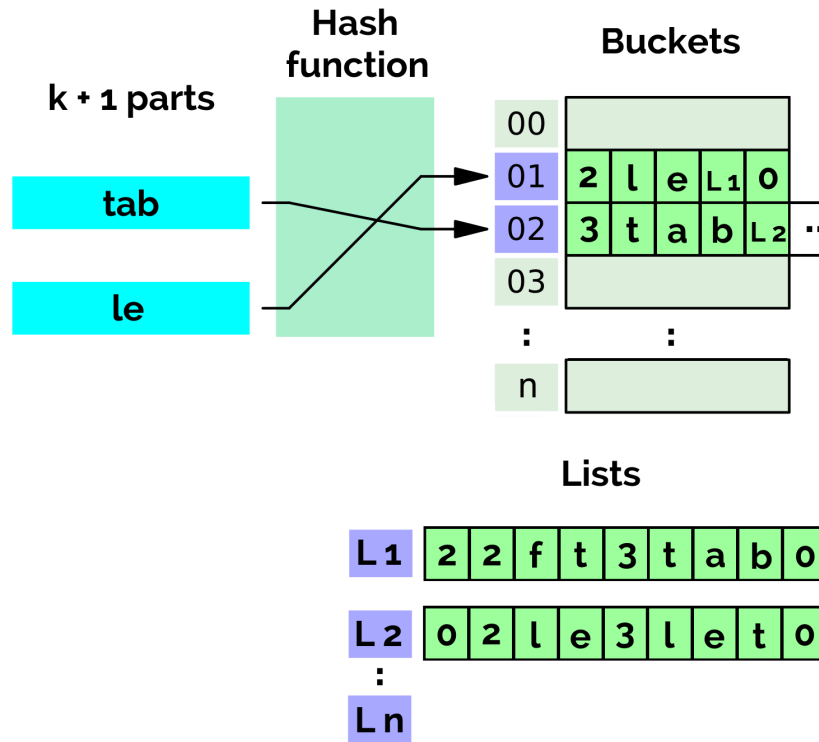 Hash
function
Buckets
k + 1 parts
00
01 2 l e L1 0
tab
02 3 t a b L2 ..
03
le
:
:
n
Lists
L1 2 2 f t 3 t a b 0
L2 0 2 l e 3 l e t 0
:
Ln